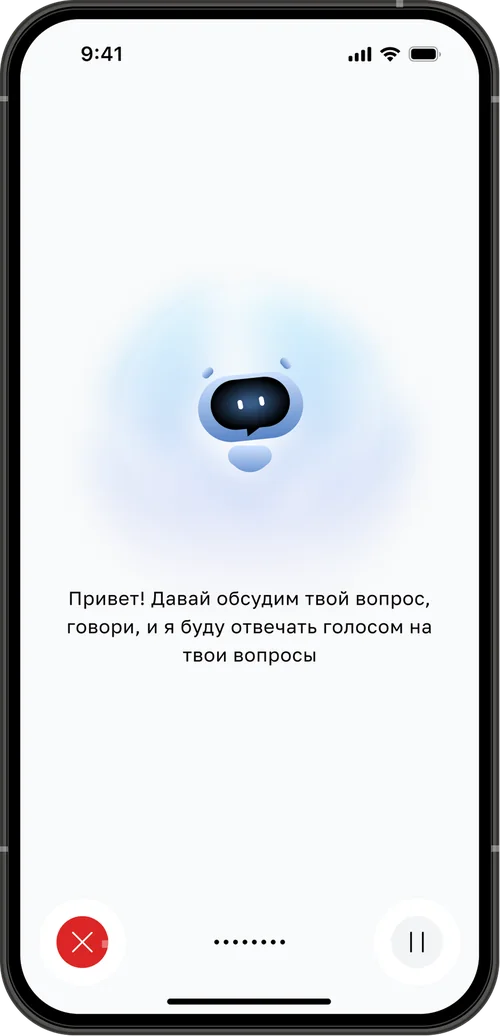 9:41
Привет! Давай обсудим твой вопрос,
говори, и я буду отвечать голосом на
твои вопросы